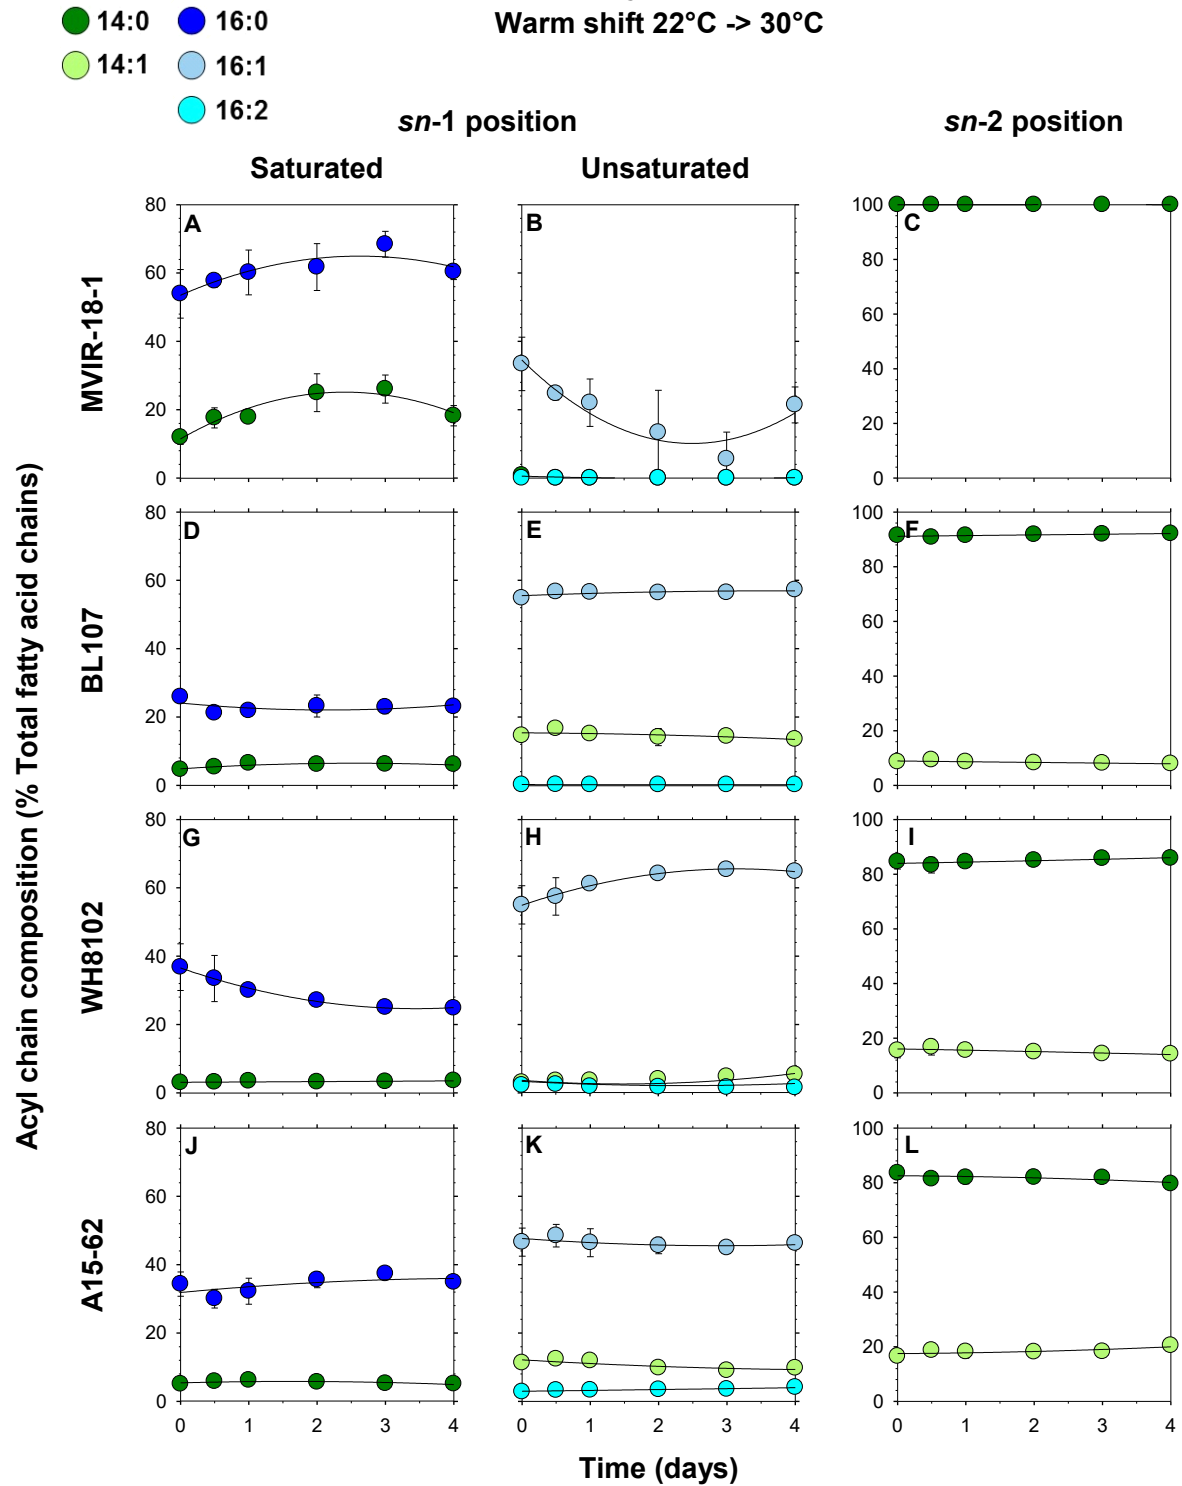 Warm shift 22°C -> 30°C
14:0 16:0
14:1 16:1
16:2
sn-1 position sn-2 position
Saturated Unsaturated
Acyl chain composition (% Total fatty acid chains)
MVIR-18-1
A B C
80 100
60 80
40 60
20 40
0 20
0
BL107
D E F
80 100
60 80
40 60
20 40
0 20
0
WH8102
G H I
80 100
60 80
40 60
20 40
0 20
0
A15-62
J K L
80 100
60 80
40 60
20 40
0 20
0
0 1 2 3 4 0 1 2 3 4 0 1 2 3 4
Time (days)